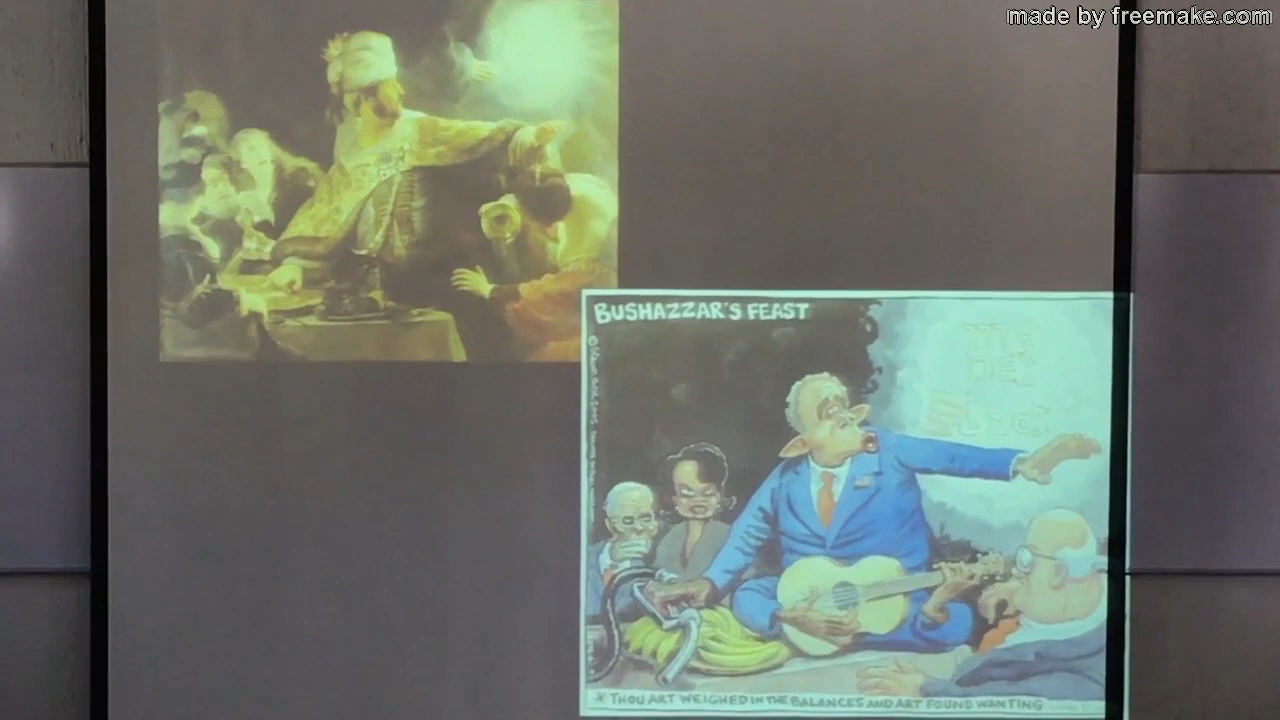 made by freemake.com
BUSHAZZAR'S FEAST
* THOU ART WEIGHED IN THE BALANCES AND ART FOUND WANTING